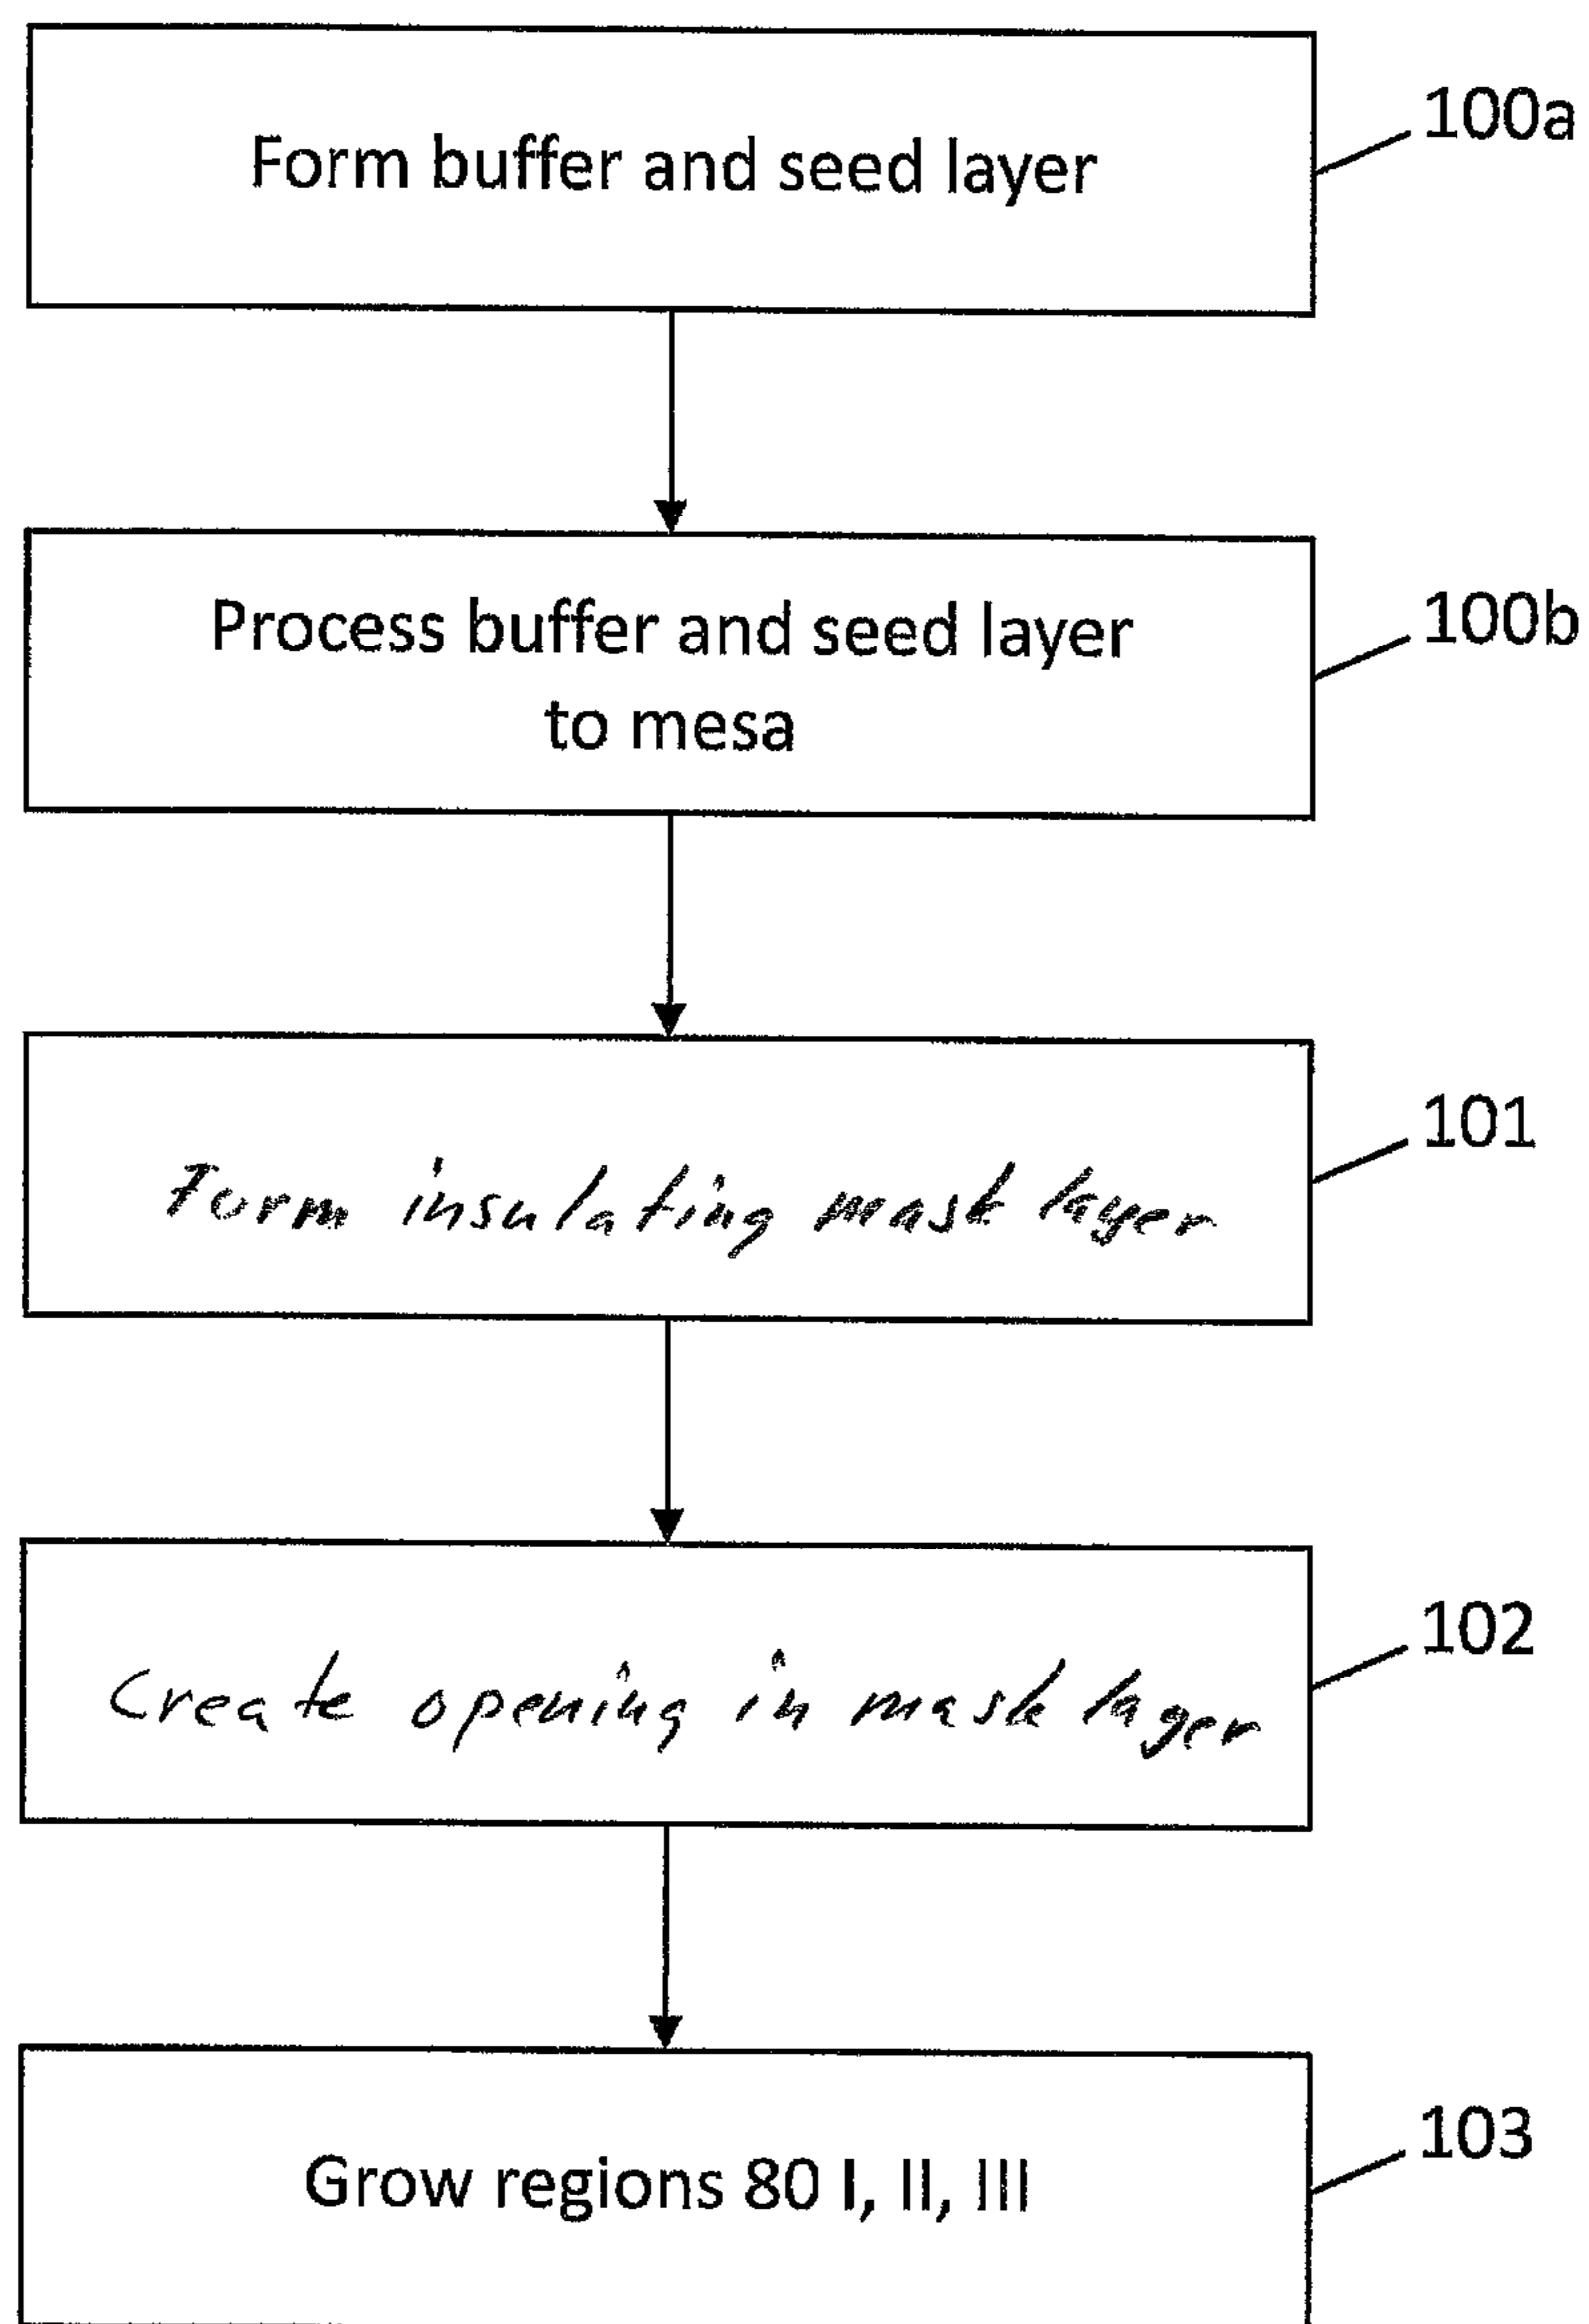 Form buffer and seed layer
100a
Process buffer and seed layer
to mesa
100b
Form insulating mask layer
101
Create opening in mask layer
102
Grow regions 80 I, II, III
103